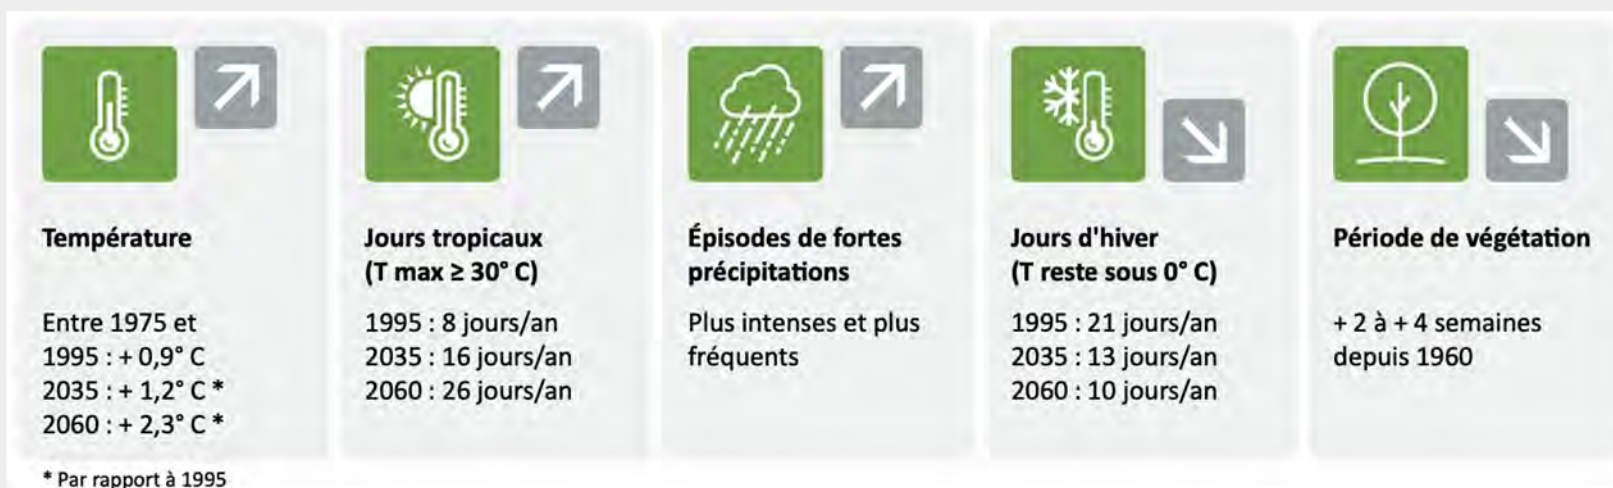 Température
Entre 1975 et
1995 : + 0,9° C
2035 : + 1,2° C *
2060 : + 2,3° C *
* Par rapport à 1995
Jours tropicaux
(T max ≥ 30° C)
1995 : 8 jours/an
2035 : 16 jours/an
2060 : 26 jours/an
Épisodes de fortes
précipitations
Plus intenses et plus
fréquents
Jours d'hiver
(T reste sous 0° C)
1995 : 21 jours/an
2035 : 13 jours/an
2060 : 10 jours/an
Période de végétation
+ 2 à + 4 semaines
depuis 1960